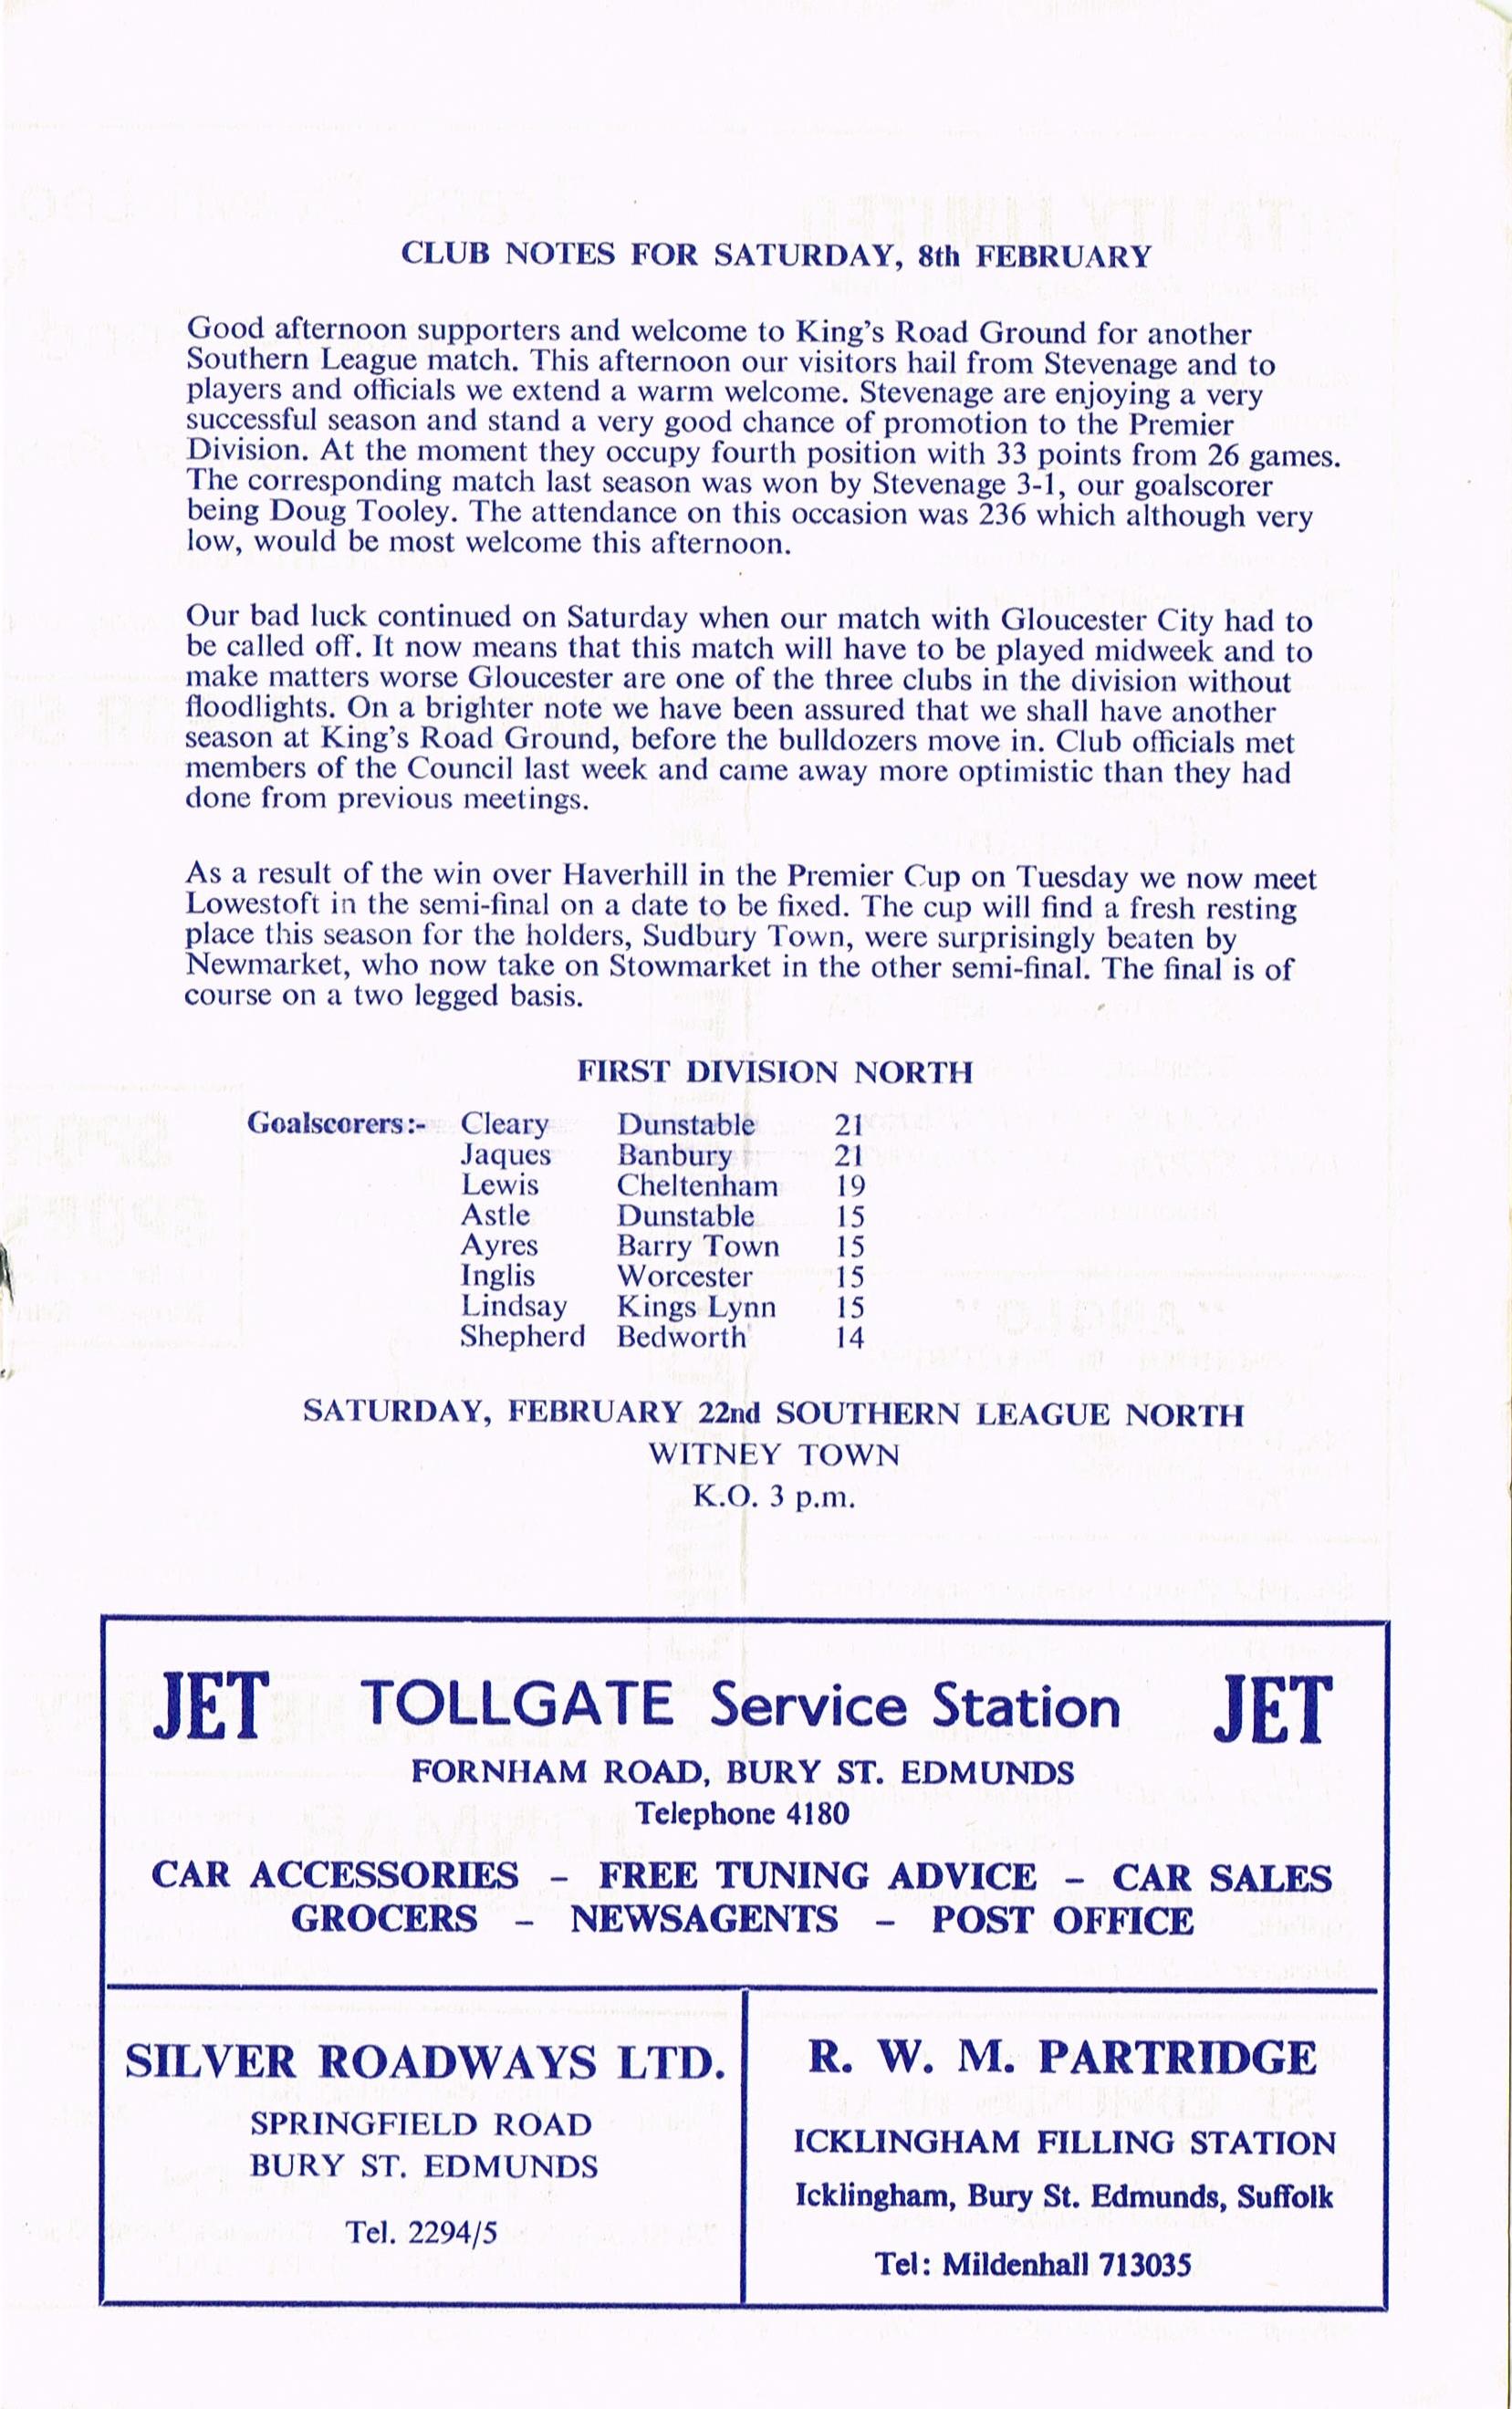 CLUB NOTES FOR SATURDAY, 8th FEBRUARY
Good afternoon supporters and welcome to King's Road Ground for another
Southern League match. This afternoon our visitors hail from Stevenage and to
players and officials we extend a warm welcome. Stevenage are enjoying a very
successful season and stand a very good chance of promotion to the Premier
Division. At the moment they occupy fourth position with 33 points from 26 games.
The corresponding match last season was won by Stevenage 3-1, our goalscorer
being Doug Tooley. The attendance on this occasion was 236 which although very
low, would be most welcome this afternoon.
Our bad luck continued on Saturday when our match with Gloucester City had to
be called off. It now means that this match will have to be played midweek and to
make matters worse Gloucester are one of the three clubs in the division without
floodlights. On a brighter note we have been assured that we shall have another
season at King's Road Ground, before the bulldozers move in. Club officials met
members of the Council last week and came away more optimistic than they had
done from previous meetings.
As a result of the win over Haverhill in the Premier Cup on Tuesday we now meet
Lowestoft in the semi-final on a date to be fixed. The cup will find a fresh resting
place this season for the holders, Sudbury Town, were surprisingly beaten by
Newmarket, who now take on Stowmarket in the other semi-final. The final is of
course on a two legged basis.
FIRST DIVISION NORTH
Goalscorers:- Cleary Dunstable 21
Jaques Banbury 21
Lewis Cheltenham 19
Astle Dunstable 15
Ayres Barry Town 15
Inglis Worcester 15
Lindsay Kings Lynn 15
Shepherd Bedworth 14
SATURDAY, FEBRUARY 22nd SOUTHERN LEAGUE NORTH
WITNEY TOWN
K.O. 3 p.m.
JET TOLLGATE Service Station JET
FORNHAM ROAD, BURY ST. EDMUNDS
Telephone 4180
CAR ACCESSORIES – FREE TUNING ADVICE – CAR SALES
GROCERS – NEWSAGENTS – POST OFFICE
SILVER ROADWAYS LTD.
SPRINGFIELD ROAD
BURY ST. EDMUNDS
Tel. 2294/5
R. W. M. PARTRIDGE
ICKLINGHAM FILLING STATION
Icklingham, Bury St. Edmunds, Suffolk
Tel: Mildenhall 713035